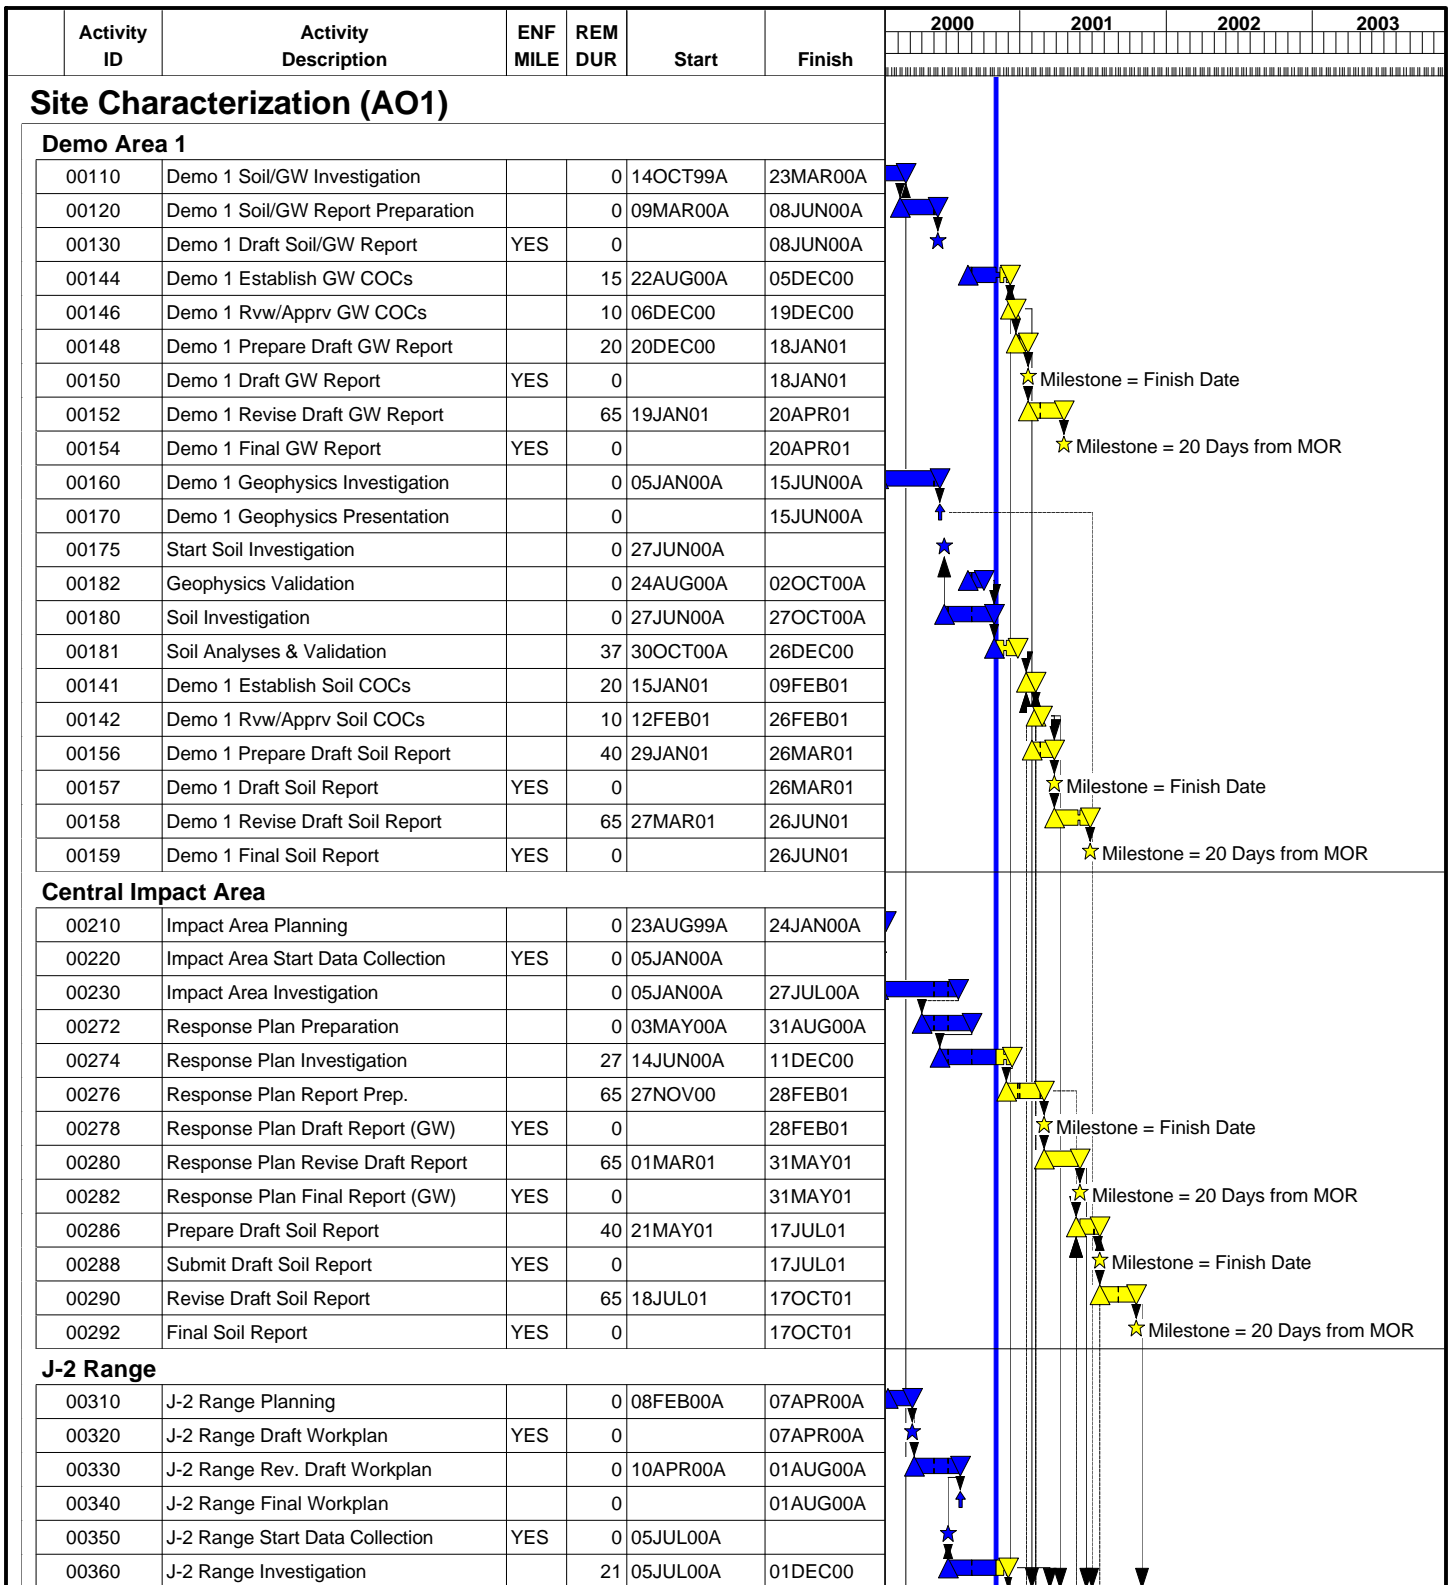 Activity ID Activity Description ENF MILE REM DUR Start Finish 2000 2001 2002 2003
Site Characterization (AO1)
Demo Area 1
00110 Demo 1 Soil/GW Investigation 0 14OCT99A 23MAR00A
00120 Demo 1 Soil/GW Report Preparation 0 09MAR00A 08JUN00A
00130 Demo 1 Draft Soil/GW Report YES 0 08JUN00A
00144 Demo 1 Establish GW COCs 15 22AUG00A 05DEC00
00146 Demo 1 Rvw/Apprv GW COCs 10 06DEC00 19DEC00
00148 Demo 1 Prepare Draft GW Report 20 20DEC00 18JAN01
00150 Demo 1 Draft GW Report YES 0 18JAN01 Milestone = Finish Date
00152 Demo 1 Revise Draft GW Report 65 19JAN01 20APR01
00154 Demo 1 Final GW Report YES 0 20APR01 Milestone = 20 Days from MOR
00160 Demo 1 Geophysics Investigation 0 05JAN00A 15JUN00A
00170 Demo 1 Geophysics Presentation 0 15JUN00A
00175 Start Soil Investigation 0 27JUN00A
00182 Geophysics Validation 0 24AUG00A 02OCT00A
00180 Soil Investigation 0 27JUN00A 27OCT00A
00181 Soil Analyses & Validation 37 30OCT00A 26DEC00
00141 Demo 1 Establish Soil COCs 20 15JAN01 09FEB01
00142 Demo 1 Rvw/Apprv Soil COCs 10 12FEB01 26FEB01
00156 Demo 1 Prepare Draft Soil Report 40 29JAN01 26MAR01
00157 Demo 1 Draft Soil Report YES 0 26MAR01 Milestone = Finish Date
00158 Demo 1 Revise Draft Soil Report 65 27MAR01 26JUN01
00159 Demo 1 Final Soil Report YES 0 26JUN01 Milestone = 20 Days from MOR
Central Impact Area
00210 Impact Area Planning 0 23AUG99A 24JAN00A
00220 Impact Area Start Data Collection YES 0 05JAN00A
00230 Impact Area Investigation 0 05JAN00A 27JUL00A
00272 Response Plan Preparation 0 03MAY00A 31AUG00A
00274 Response Plan Investigation 27 14JUN00A 11DEC00
00276 Response Plan Report Prep. 65 27NOV00 28FEB01
00278 Response Plan Draft Report (GW) YES 0 28FEB01 Milestone = Finish Date
00280 Response Plan Revise Draft Report 65 01MAR01 31MAY01
00282 Response Plan Final Report (GW) YES 0 31MAY01 Milestone = 20 Days from MOR
00286 Prepare Draft Soil Report 40 21MAY01 17JUL01
00288 Submit Draft Soil Report YES 0 17JUL01 Milestone = Finish Date
00290 Revise Draft Soil Report 65 18JUL01 17OCT01
00292 Final Soil Report YES 0 17OCT01 Milestone = 20 Days from MOR
J-2 Range
00310 J-2 Range Planning 0 08FEB00A 07APR00A
00320 J-2 Range Draft Workplan YES 0 07APR00A
00330 J-2 Range Rev. Draft Workplan 0 10APR00A 01AUG00A
00340 J-2 Range Final Workplan 0 01AUG00A
00350 J-2 Range Start Data Collection YES 0 05JUL00A
00360 J-2 Range Investigation 21 05JUL00A 01DEC00